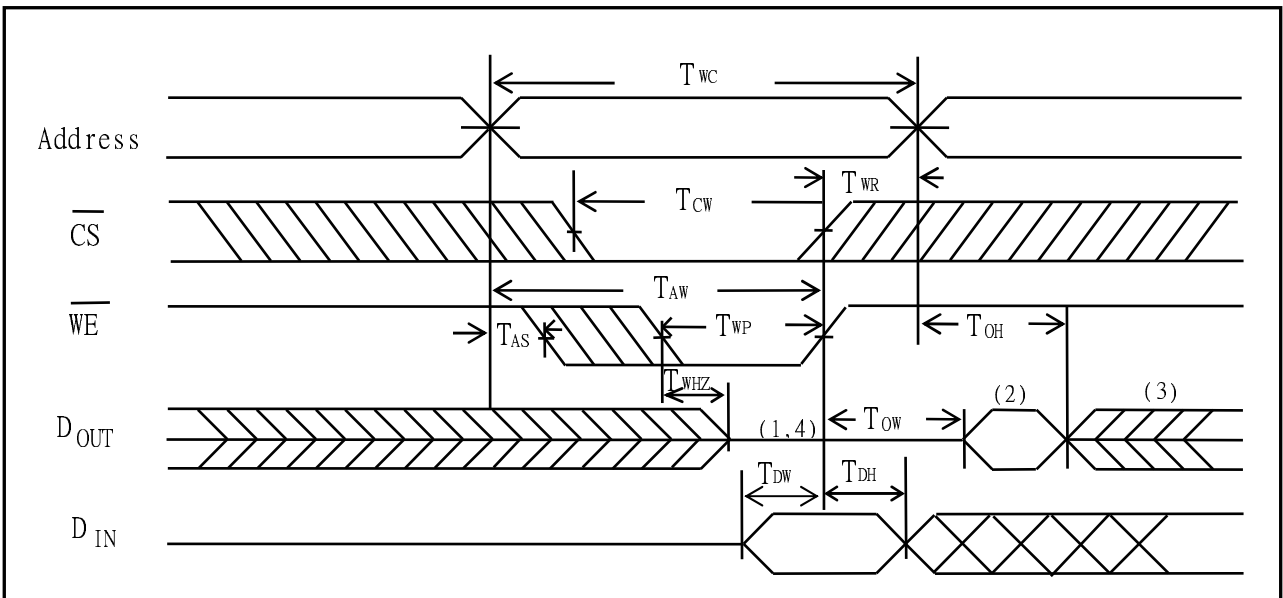 T WC
Address
T WR
T CW
CS
T AW
WE
T AS
T WP
T OH
T WHZ
(2)
(3)
D OUT
(1,4)
T OW
T DW
T DH
D IN